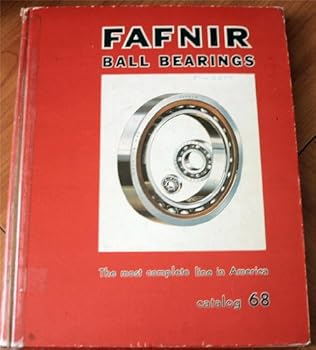 FAFNIR
BALL BEARINGS
The most complete line in America
catalog 68